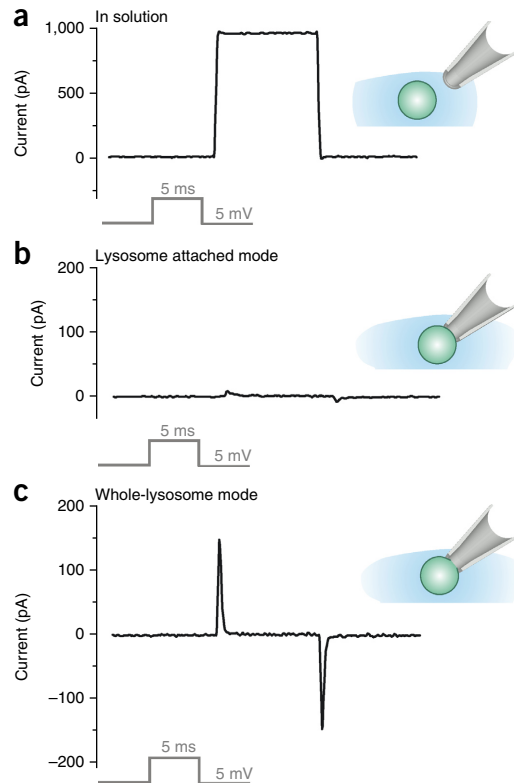 a In solution
1,000
500
0
Current (pA)
5 ms
5 mV
b Lysosome attached mode
200
100
0
Current (pA)
5 ms
5 mV
c Whole-lysosome mode
200
100
0
–100
–200
Current (pA)
5 ms
5 mV